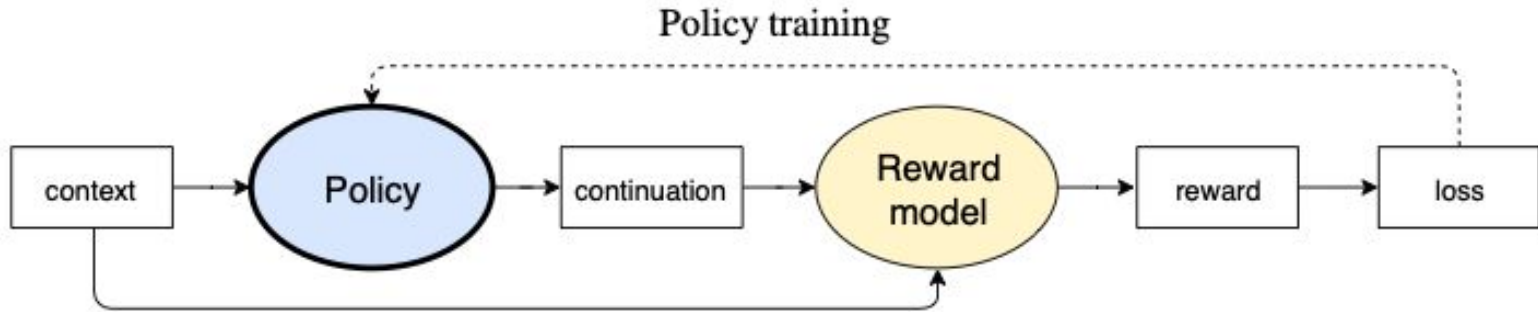 Policy training
context
Policy
continuation
Reward
model
reward
loss